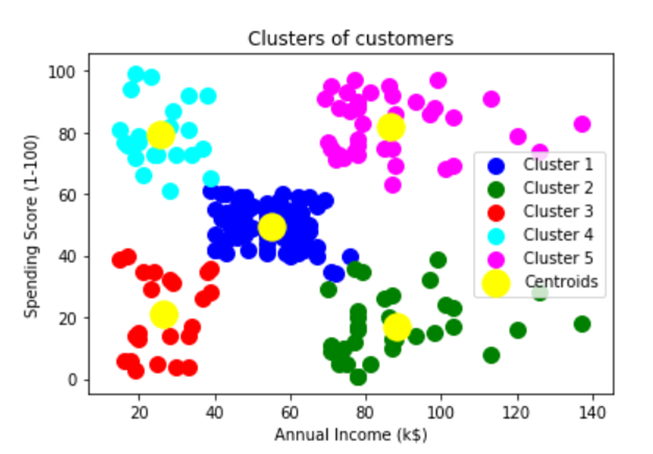 Clusters of customers
Spending Score (1-100)
100
80
60
40
20
0
Cluster 1
Cluster 2
Cluster 3
Cluster 4
Cluster 5
Centroids
20 40 60 80 100 120 140
Annual Income (k$)